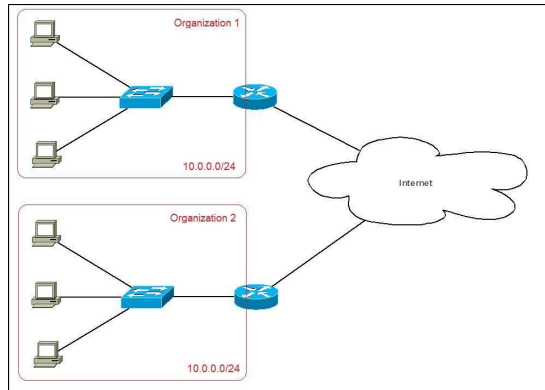 Organization 1
10.0.0.0/24
Internet
Organization 2
10.0.0.0/24